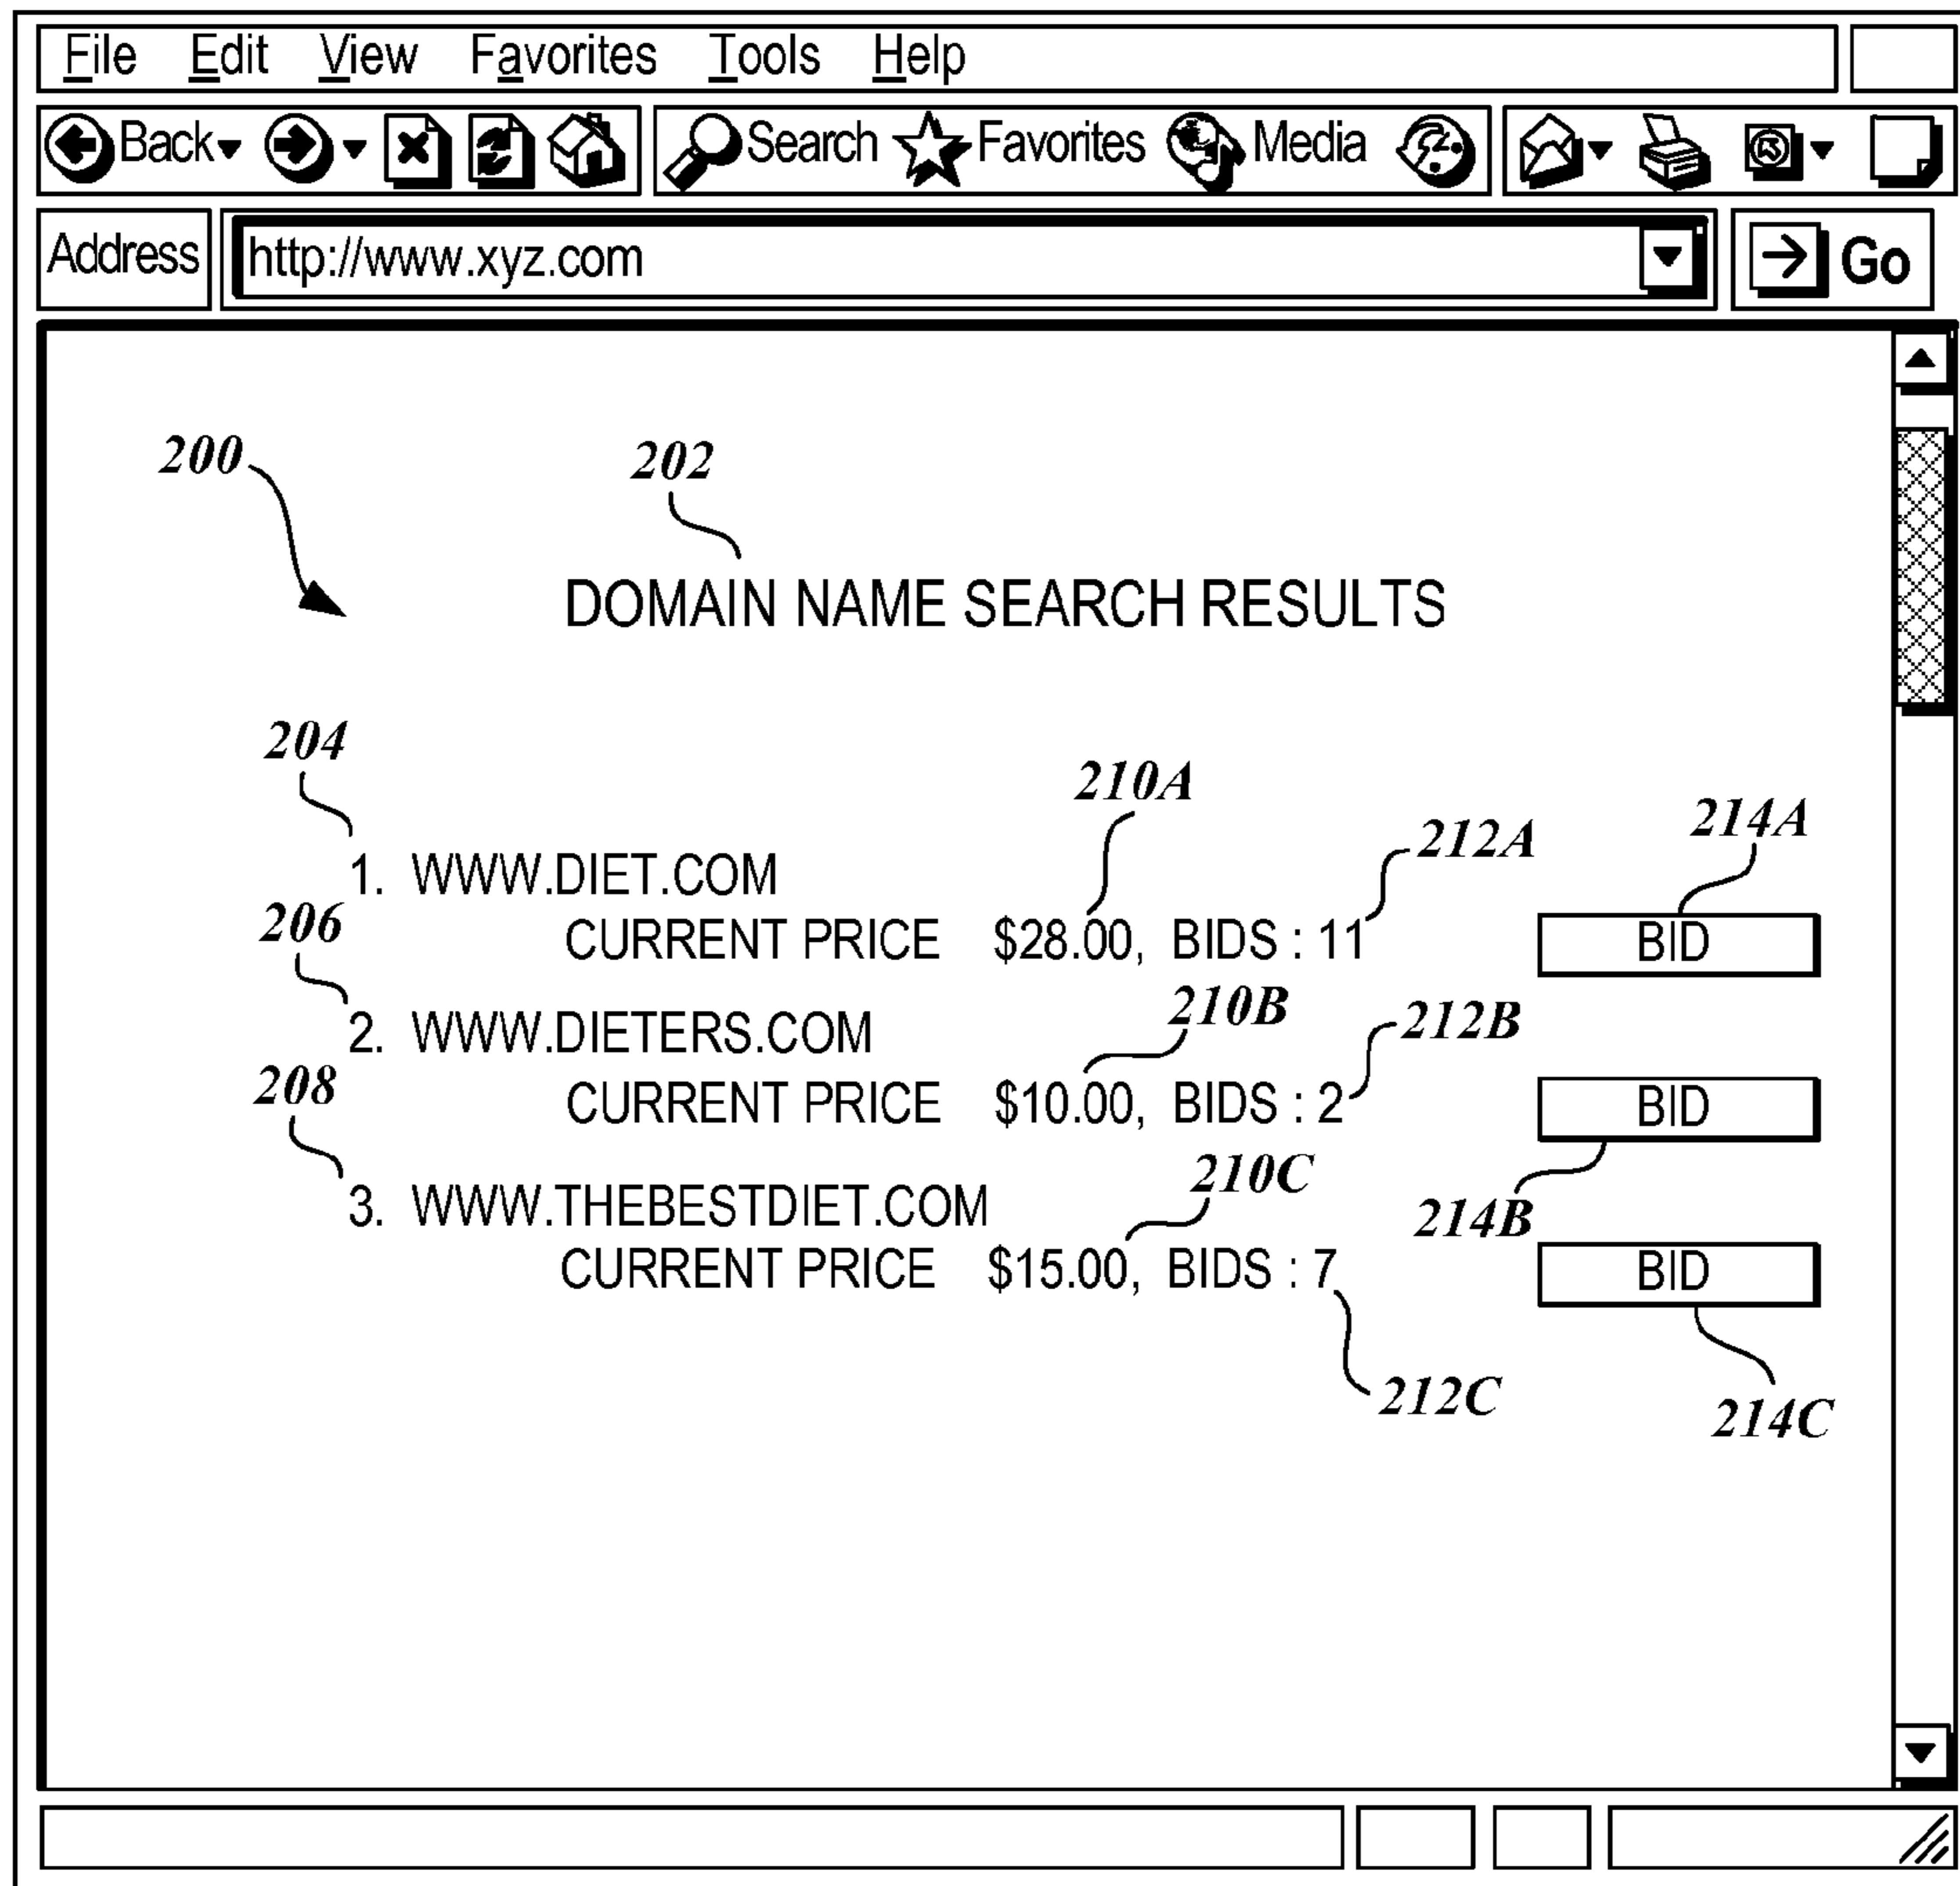 File Edit View Favorites Tools Help
Back Search Favorites Media
Address http://www.xyz.com Go
200 202
DOMAIN NAME SEARCH RESULTS
204
210A
214A
212A
1. WWW.DIET.COM
206
CURRENT PRICE $28.00, BIDS : 11 BID
210B
212B
2. WWW.DIETERS.COM
208
CURRENT PRICE $10.00, BIDS : 2 BID
210C
3. WWW.THEBESTDIET.COM
214B
CURRENT PRICE $15.00, BIDS : 7 BID
212C
214C